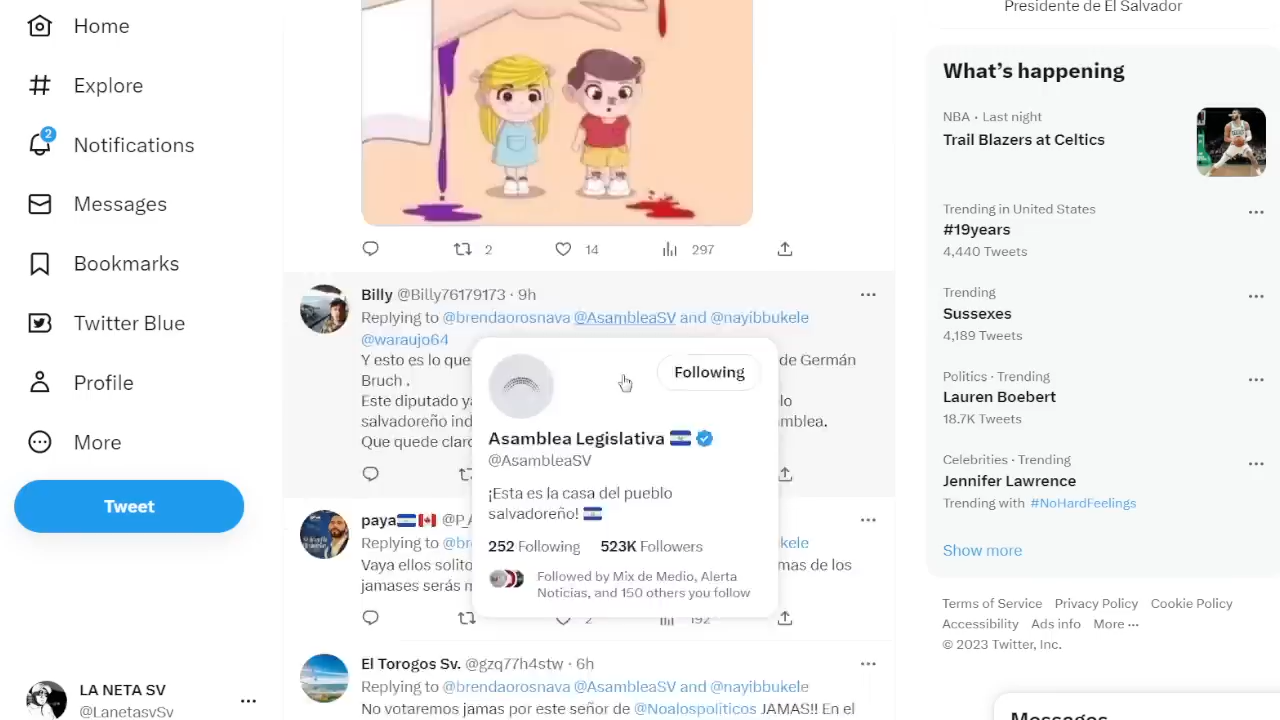 Home
Explore
2
Notifications
Messages
Bookmarks
Twitter Blue
Profile
More
Tweet
LA NETA SV
@LanetasvSv
2 14 297
Billy @Billy76179173 · 9h
Replying to @brendaorosnava @AsambleaSV and @nayibbukele
@waraujo64
Y esto es lo que
de Germán
Bruch .
Este diputado
salvadoreño
Que quede
Following
Asamblea Legislativa
@AsambleaSV
¡Esta es la casa del pueblo
salvadoreño!
252 Following 523K Followers
Followed by Mix de Medio, Alerta
Noticias, and 150 others you follow
paya
Replying to
Vaya ellos
mas de los
jamases serás
2 192
El Torogos Sv. @gzq77h4stw · 6h
Replying to @brendaorosnava @AsambleaSV and @nayibbukele
No votaremos jamas por este señor de @Noalospoliticos JAMAS!! En el
Presidente de El Salvador
What's happening
NBA · Last night
Trail Blazers at Celtics
Trending in United States
#19years
4,440 Tweets
Trending
Sussexes
4,189 Tweets
Politics · Trending
Lauren Boebert
18.7K Tweets
Celebrities · Trending
Jennifer Lawrence
Trending with #NoHardFeelings
Show more
Terms of Service Privacy Policy Cookie Policy
Accessibility Ads info More ···
© 2023 Twitter, Inc.
Messages